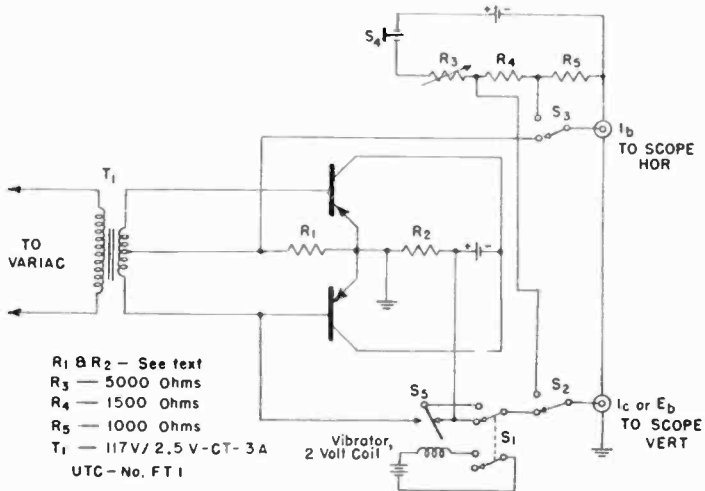 + -
S4
R3 R4 R5
S3
Ib
TO SCOPE
HOR
T1
TO
VARIAC
R1 R2 + -
R1 & R2 — See text
R3 — 5000 Ohms
R4 — 1500 Ohms
R5 — 1000 Ohms
T1 — 117V/2.5V-CT-3A
UTC-No. FT1
S5
S2
S1
Vibrator,
2 Volt Coil
Ic or Eb
TO SCOPE
VERT